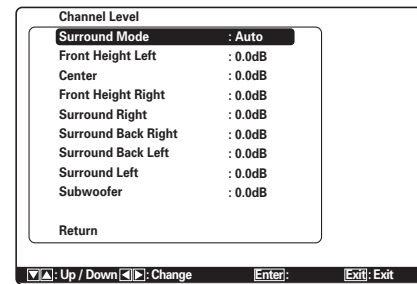 Channel Level
Surround Mode : Auto
Front Height Left : 0.0dB
Center : 0.0dB
Front Height Right : 0.0dB
Surround Right : 0.0dB
Surround Back Right : 0.0dB
Surround Back Left : 0.0dB
Surround Left : 0.0dB
Subwoofer : 0.0dB
Return
▼▲: Up / Down ◀▶: Change Enter: Exit: Exit